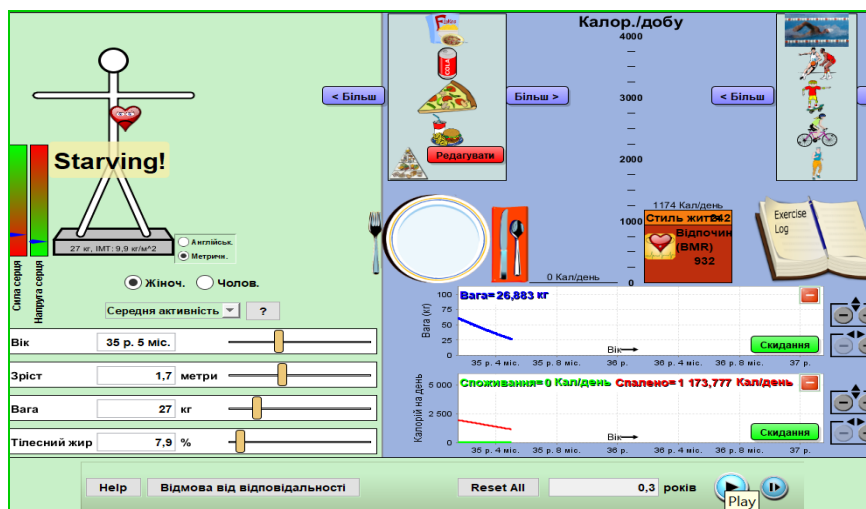 Калор./добу
4000
3000
2000
1000
0
< Більш
Більш >
< Більш
COLA
Редагувати
Starving!
27 кг, ІМТ: 9,9 кг/м^2
Англійськ.
Метричн.
Сила серця
Напруга серця
Жіноч.
Чолов.
Середня активність
?
Вік
35 р. 5 міс.
Зріст
1,7 метри
Вага
27 кг
Тілесний жир
7,9 %
0 Кал/день
1174 Кал/день
Стиль життя 242
Відпочин
(BMR)
932
Exercise
Log
Вага= 26,883 кг
Вага (кг)
100
75
50
25
0
Вік
Скидання
35 р. 4 міс. 35 р. 8 міс. 36 р. 36 р. 4 міс. 36 р. 8 міс. 37 р.
Споживання= 0 Кал/день Спалено= 1 173,777 Кал/день
Калорій на день
5 000
2 500
0
Вік
Скидання
35 р. 4 міс. 35 р. 8 міс. 36 р. 36 р. 4 міс. 36 р. 8 міс. 37 р.
Help
Відмова від відповідальності
Reset All
0,3 років
Play